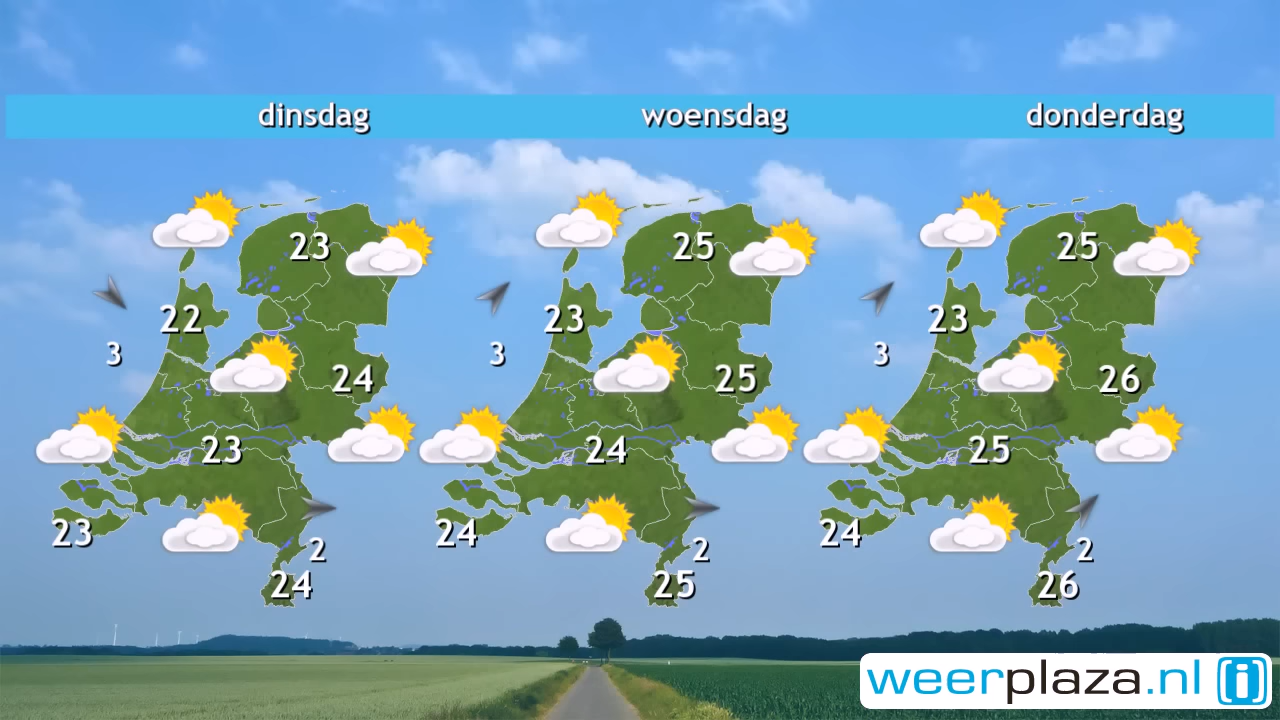 dinsdag woensdag donderdag
23 25 25
22 23 23
3 3 3
24 25 26
23 24 25
23 24 24
2 2 2
24 25 26
weerplaza.nl